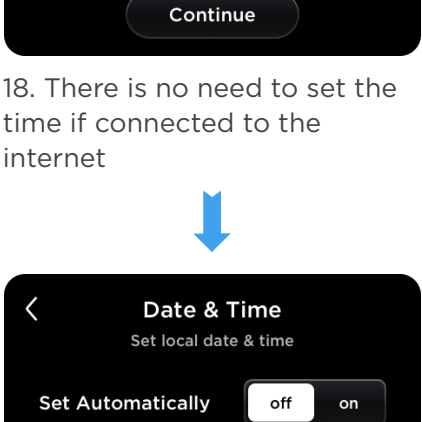 Continue
18. There is no need to set the
time if connected to the
internet
Date & Time
Set local date & time
Set Automatically off on